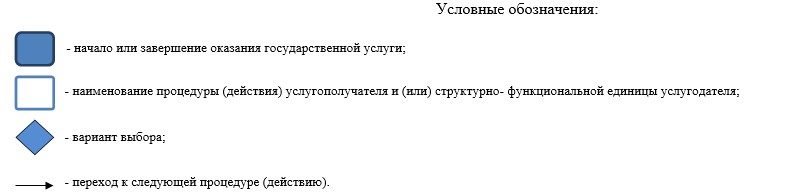 Условные обозначения:
- начало или завершение оказания государственной услуги;
- наименование процедуры (действия) услугополучателя и (или) структурно- функциональной единицы услугодателя;
- вариант выбора;
- переход к следующей процедуре (действию).